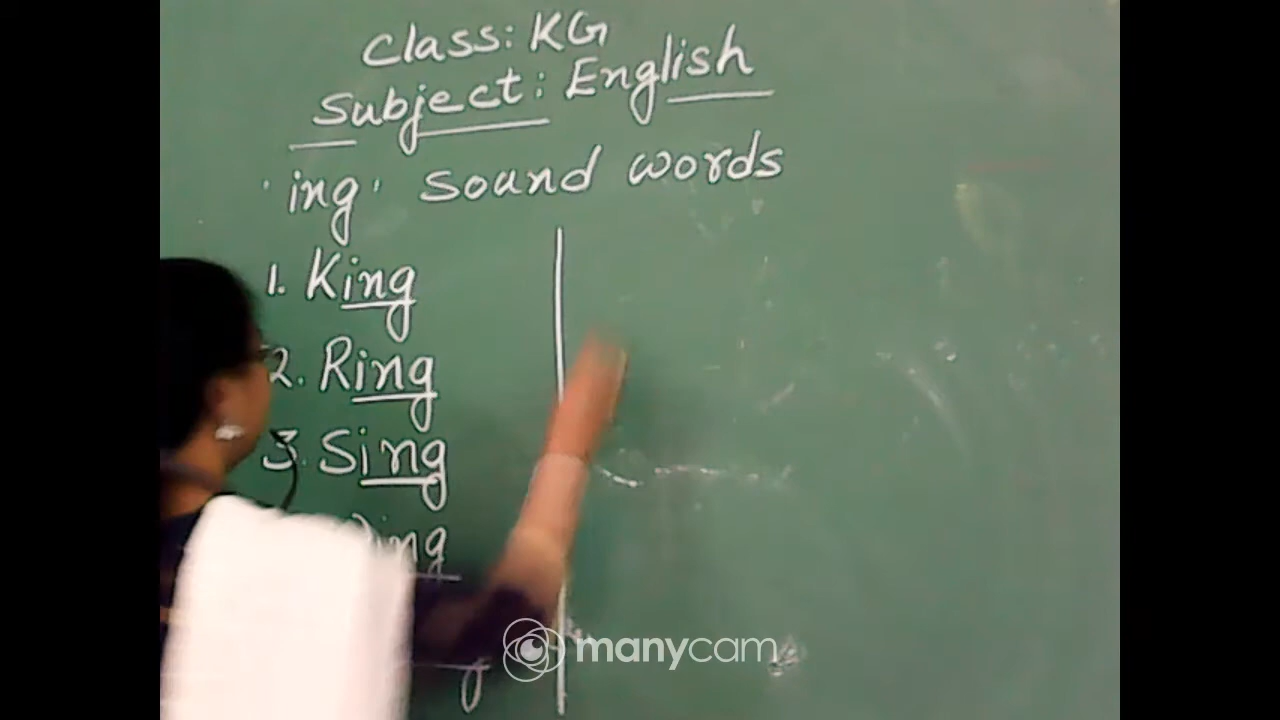 Class: KG
Subject: English
'ing' Sound words
1. King
2. Ring
3. Sing
manycam